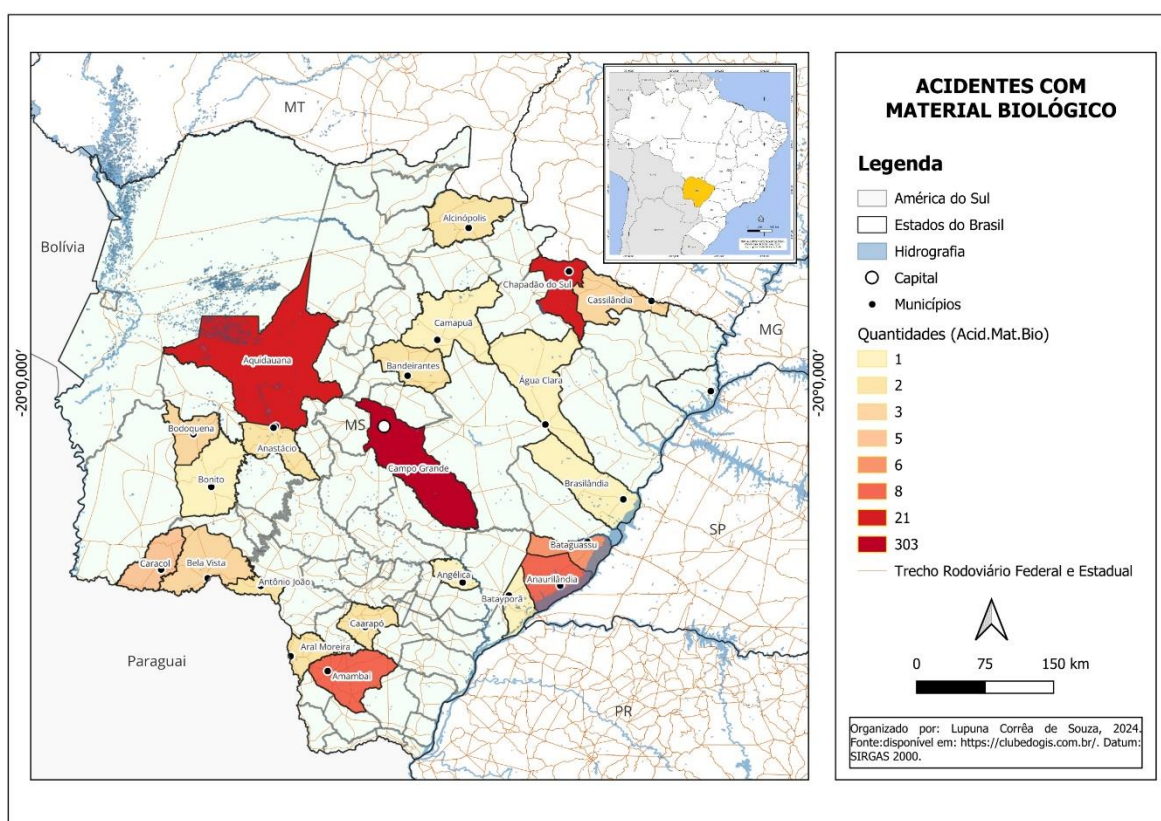 MT
Bolívia
Alcinópolis
Chapadão do Sul
Cassilândia
MG
Camapuã
Aquidauana
Bandeirantes
Água Clara
-20°0,000'
-20°0,000'
MS
Bodoquena
Anastácio
Campo Grande
Bonito
Brasilândia
SP
Bataguassu
Caracol
Bela Vista
Antônio João
Angélica
Anaurilândia
Batayporã
Caarapó
Aral Moreira
Paraguai
Amambai
PR
ACIDENTES COM
MATERIAL BIOLÓGICO
Legenda
América do Sul
Estados do Brasil
Hidrografia
Capital
Municípios
Quantidades (Acid.Mat.Bio)
1
2
3
5
6
8
21
303
Trecho Rodoviário Federal e Estadual
0 75 150 km
Organizado por: Lupuna Corrêa de Souza, 2024.
Fonte:disponível em: https://clubedogis.com.br/. Datum:
SIRGAS 2000.